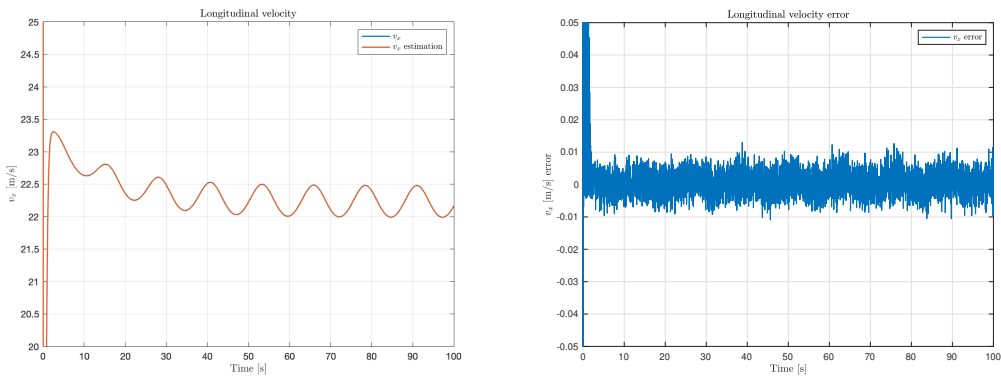 Longitudinal velocity
25
24.5
24
23.5
23
22.5
22
21.5
21
20.5
20
v_x [m/s]
0 10 20 30 40 50 60 70 80 90 100
Time [s]
v_x
v_x estimation
Longitudinal velocity error
0.05
0.04
0.03
0.02
0.01
0
-0.01
-0.02
-0.03
-0.04
-0.05
v_x [m/s] error
0 10 20 30 40 50 60 70 80 90 100
Time [s]
v_x error